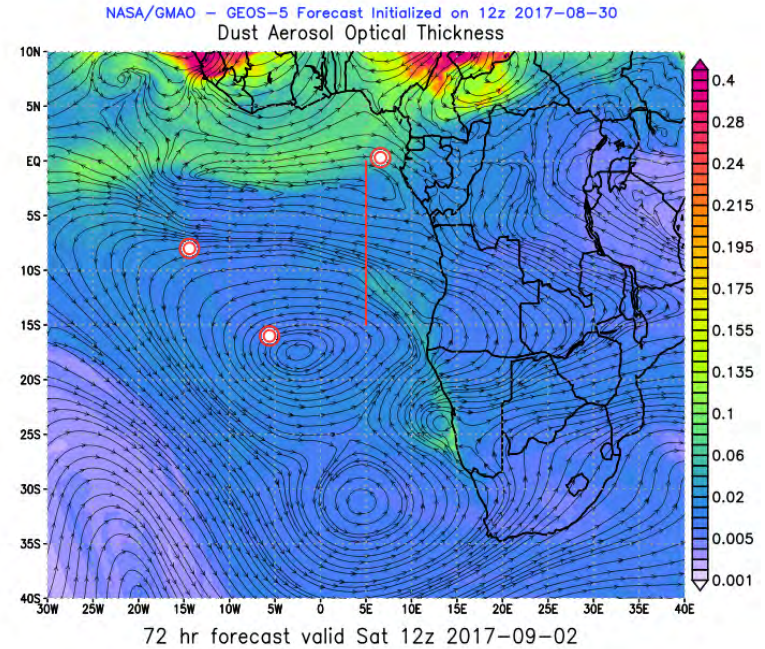 NASA/GMAO - GEOS-5 Forecast Initialized on 12z 2017-08-30
Dust Aerosol Optical Thickness
10N
5N
EQ
5S
10S
15S
20S
25S
30S
35S
40S
30W 25W 20W 15W 10W 5W 0 5E 10E 15E 20E 25E 30E 35E 40E
0.4
0.28
0.24
0.215
0.195
0.175
0.155
0.135
0.1
0.06
0.02
0.005
0.001
72 hr forecast valid Sat 12z 2017-09-02